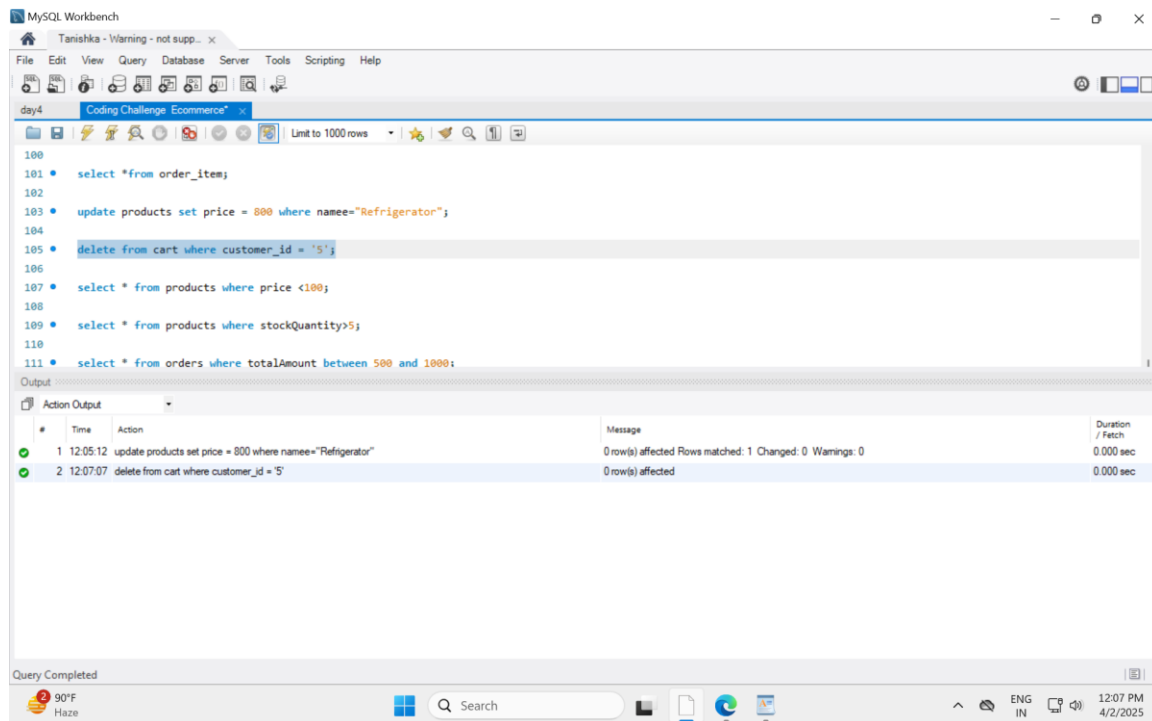 MySQL Workbench
Tanishka - Warning - not supp... ×
File Edit View Query Database Server Tools Scripting Help
day4 Coding Challenge Ecommerce* ×
Limit to 1000 rows
100
101 select *from order_item;
102
103 update products set price = 800 where namee="Refrigerator";
104
105 delete from cart where customer_id = '5';
106
107 select * from products where price <100;
108
109 select * from products where stockQuantity>5;
110
111 select * from orders where totalAmount between 500 and 1000;
Output
Action Output
# Time Action Message Duration / Fetch
1 12:05:12 update products set price = 800 where namee="Refrigerator" 0 row(s) affected Rows matched: 1 Changed: 0 Warnings: 0 0.000 sec
2 12:07:07 delete from cart where customer_id = '5' 0 row(s) affected 0.000 sec
Query Completed
2 90°F
Haze
Search
ENG
IN
12:07 PM
4/2/2025